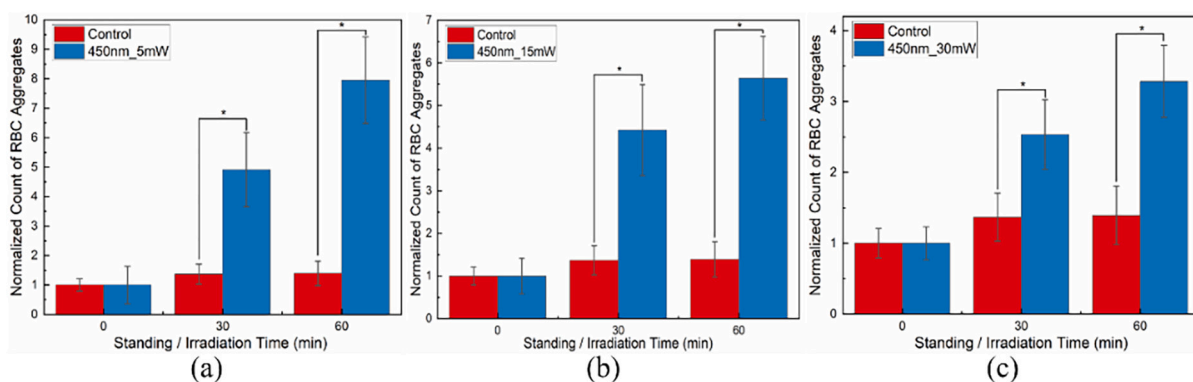 Normalized Count of RBC Aggregates
10
9
8
7
6
5
4
3
2
1
0
Control
450nm_5mW
*
*
0 30 60
Standing / Irradiation Time (min)
(a)
Normalized Count of RBC Aggregates
7
6
5
4
3
2
1
0
Control
450nm_15mW
*
*
0 30 60
Standing / Irradiation Time (min)
(b)
Normalized Count of RBC Aggregates
4
3
2
1
0
Control
450nm_30mW
*
*
0 30 60
Standing / Irradiation Time (min)
(c)